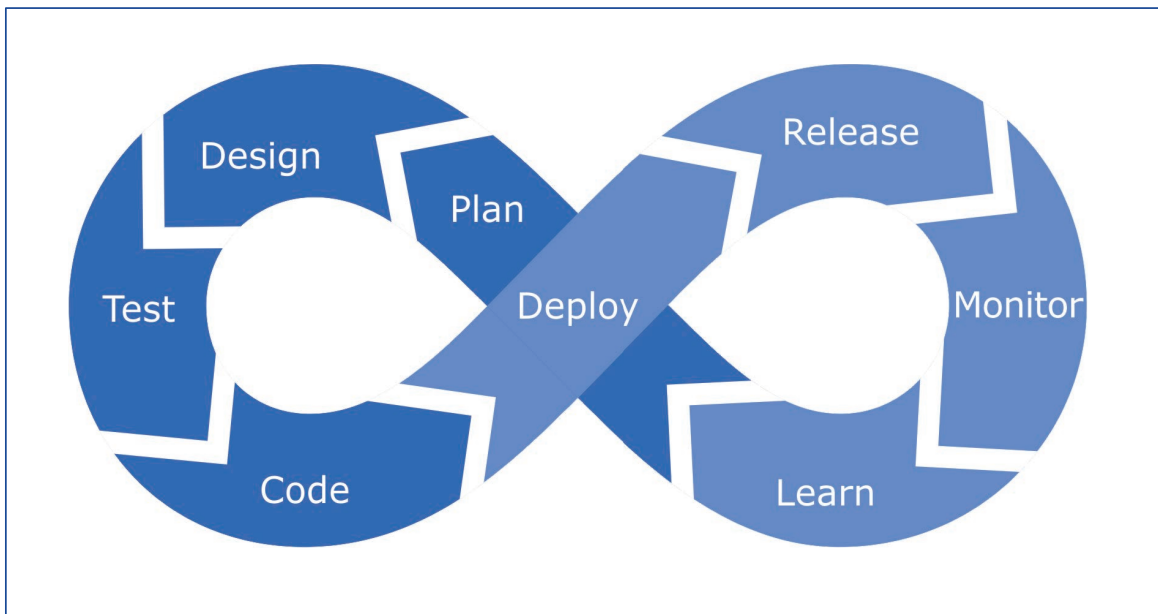 Design
Plan
Test
Code
Deploy
Release
Monitor
Learn